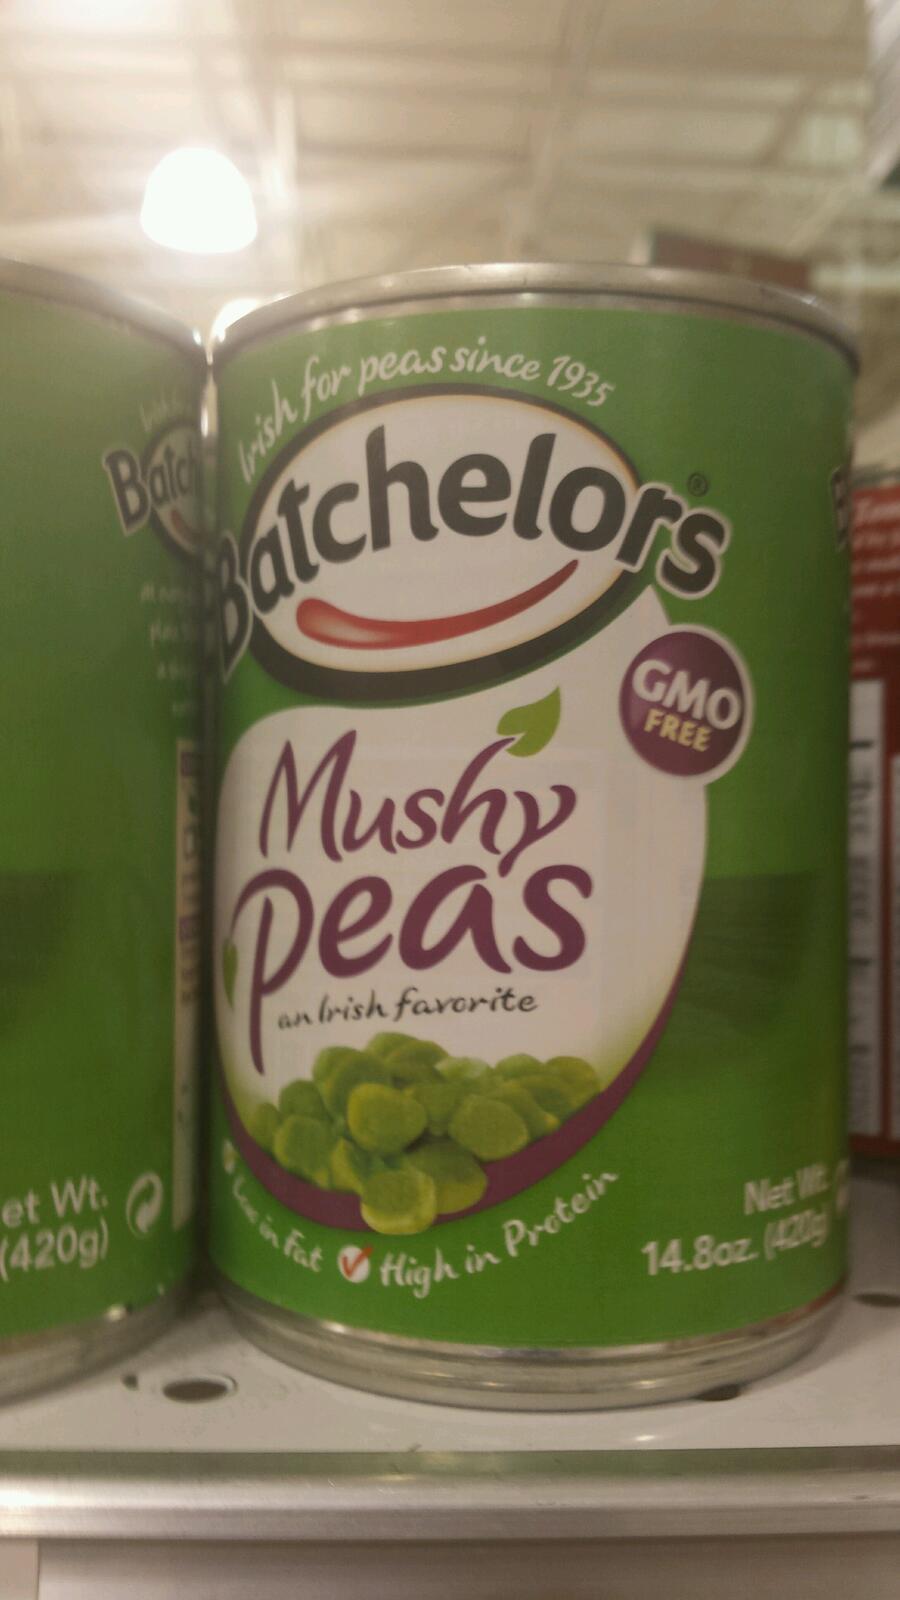 Irish for peas since 1935
Batchelors®
GMO
FREE
Mushy
peas
an Irish favorite
Low in Fat High in Protein
Net Wt.
14.8oz. (420g)
Batch
et Wt.
(420g)